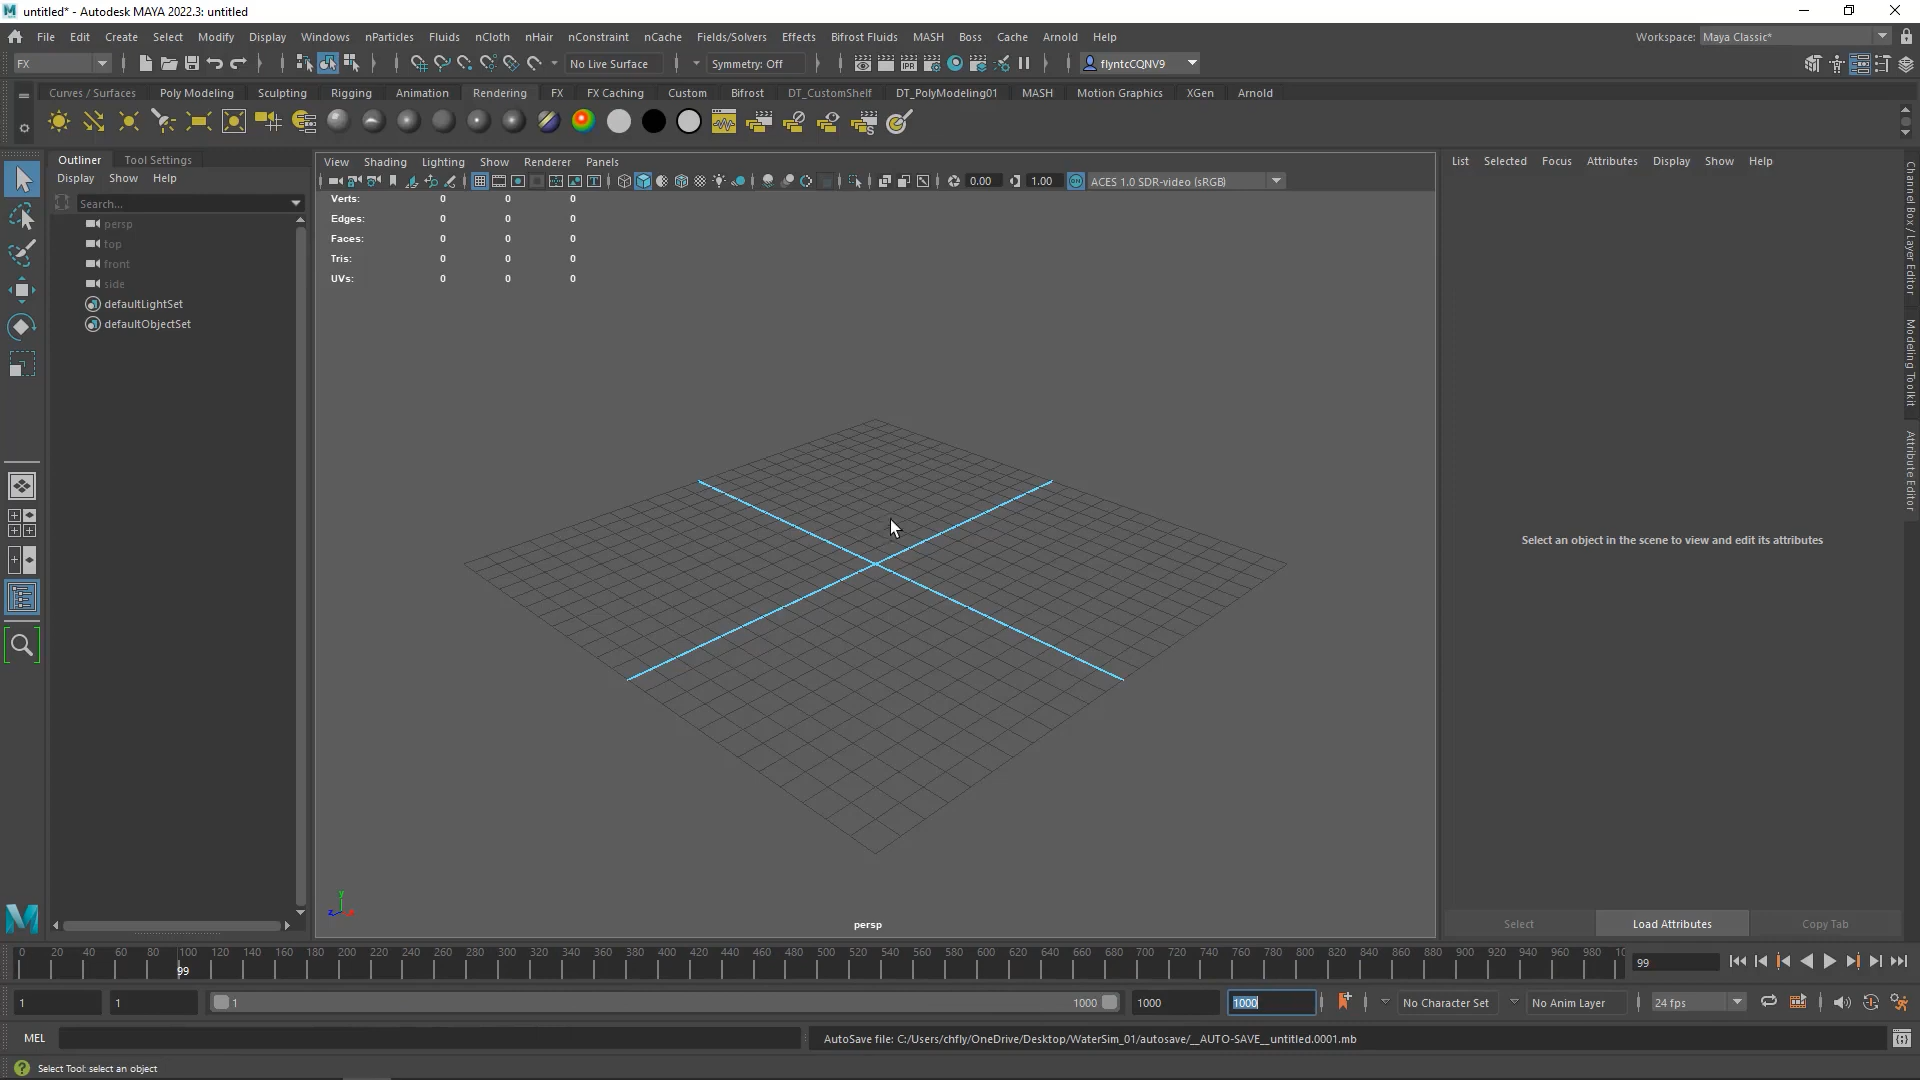 untitled* - Autodesk MAYA 2022.3: untitled
File Edit Create Select Modify Display Windows nParticles Fluids nCloth nHair nConstraint nCache Fields/Solvers Effects Bifrost Fluids MASH Boss Cache Arnold Help Workspace: Maya Classic*
FX No Live Surface Symmetry: Off flyntcCQNV9
Curves / Surfaces Poly Modeling Sculpting Rigging Animation Rendering FX FX Caching Custom Bifrost DT_CustomShelf DT_PolyModeling01 MASH Motion Graphics XGen Arnold
IPR
S
Outliner Tool Settings
Display Show Help
Search...
persp
top
front
side
defaultLightSet
defaultObjectSet
View Shading Lighting Show Renderer Panels
0.00 1.00 ACES 1.0 SDR-video (sRGB)
Verts: 0 0 0
Edges: 0 0 0
Faces: 0 0 0
Tris: 0 0 0
UVs: 0 0 0
y
z x
persp
List Selected Focus Attributes Display Show Help
Select an object in the scene to view and edit its attributes
Select Load Attributes Copy Tab
Channel Box / Layer Editor
Modeling Toolkit
Attribute Editor
0 20 40 60 80 100 120 140 160 180 200 220 240 260 280 300 320 340 360 380 400 420 440 460 480 500 520 540 560 580 600 620 640 660 680 700 720 740 760 780 800 820 840 860 880 900 920 940 960 980 10
99
99
1 1 1 1000 1000 1000 No Character Set No Anim Layer 24 fps
MEL AutoSave file: C:/Users/chfly/OneDrive/Desktop/WaterSim_01/autosave/__AUTO-SAVE__untitled.0001.mb
Select Tool: select an object